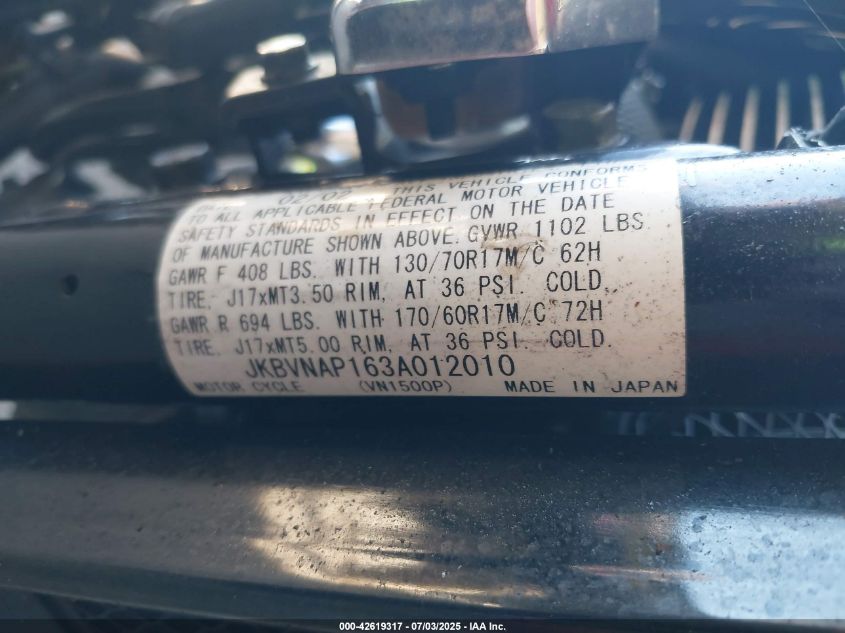 02/02 THIS VEHICLE CONFORMS
TO ALL APPLICABLE FEDERAL MOTOR VEHICLE
SAFETY STANDARDS IN EFFECT ON THE DATE
OF MANUFACTURE SHOWN ABOVE. GVWR 1102 LBS
GAWR F 408 LBS. WITH 130/70R17M/C 62H
TIRE, J17xMT3.50 RIM, AT 36 PSI. COLD.
GAWR R 694 LBS. WITH 170/60R17M/C 72H
TIRE, J17xMT5.00 RIM, AT 36 PSI. COLD.
JKBVNAP163A012010
MOTOR CYCLE (VN1500P) MADE IN JAPAN
000-42619317 - 07/03/2025 - IAA Inc.